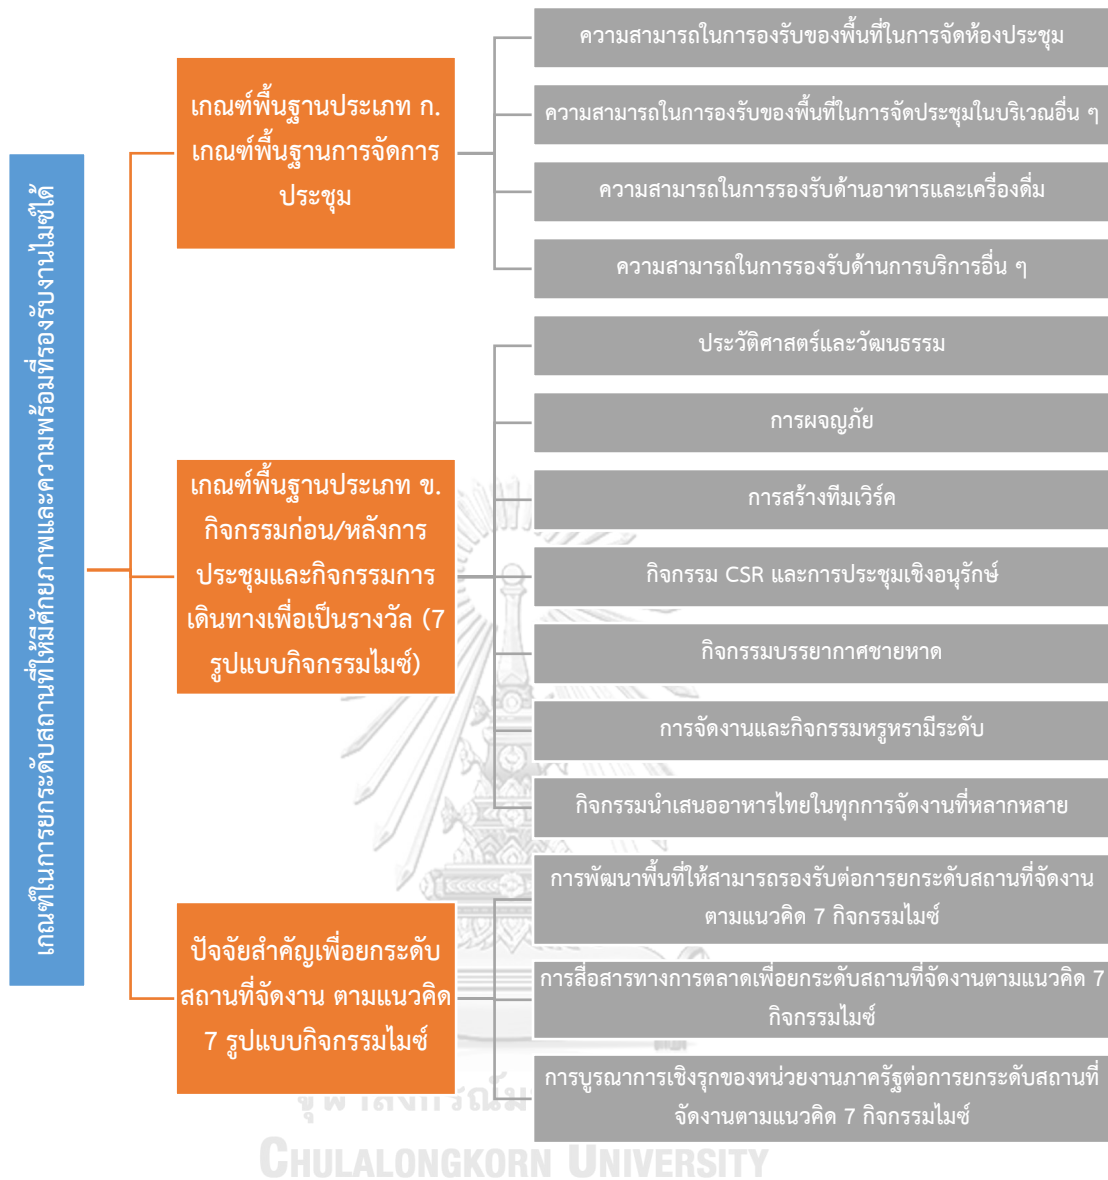 เกณฑ์ในการยกระดับสถานที่ให้มีศักยภาพและความพร้อมที่รองรับงานไมซ์ได้
เกณฑ์พื้นฐานประเภท ก.
เกณฑ์พื้นฐานการจัดการ
ประชุม
ความสามารถในการองรับของพื้นที่ในการจัดห้องประชุม
ความสามารถในการองรับของพื้นที่ในการจัดประชุมในบริเวณอื่น ๆ
ความสามารถในการรองรับด้านอาหารและเครื่องดื่ม
ความสามารถในการรองรับด้านการบริการอื่น ๆ
เกณฑ์พื้นฐานประเภท ข.
กิจกรรมก่อน/หลังการ
ประชุมและกิจกรรมการ
เดินทางเพื่อเป็นรางวัล (7
รูปแบบกิจกรรมไมซ์)
ประวัติศาสตร์และวัฒนธรรม
การผจญภัย
การสร้างทีมเวิร์ค
กิจกรรม CSR และการประชุมเชิงอนุรักษ์
กิจกรรมบรรยากาศชายหาด
การจัดงานและกิจกรรมหรูหรามีระดับ
กิจกรรมนำเสนออาหารไทยในทุกการจัดงานที่หลากหลาย
ปัจจัยสำคัญเพื่อยกระดับ
สถานที่จัดงาน ตามแนวคิด
7 รูปแบบกิจกรรมไมซ์
การพัฒนาพื้นที่ให้สามารถรองรับต่อการยกระดับสถานที่จัดงาน
ตามแนวคิด 7 กิจกรรมไมซ์
การสื่อสารทางการตลาดเพื่อยกระดับสถานที่จัดงานตามแนวคิด 7
กิจกรรมไมซ์
การบูรณาการเชิงรุกของหน่วยงานภาครัฐต่อการยกระดับสถานที่
จัดงานตามแนวคิด 7 กิจกรรมไมซ์
CHULALONGKORN UNIVERSITY